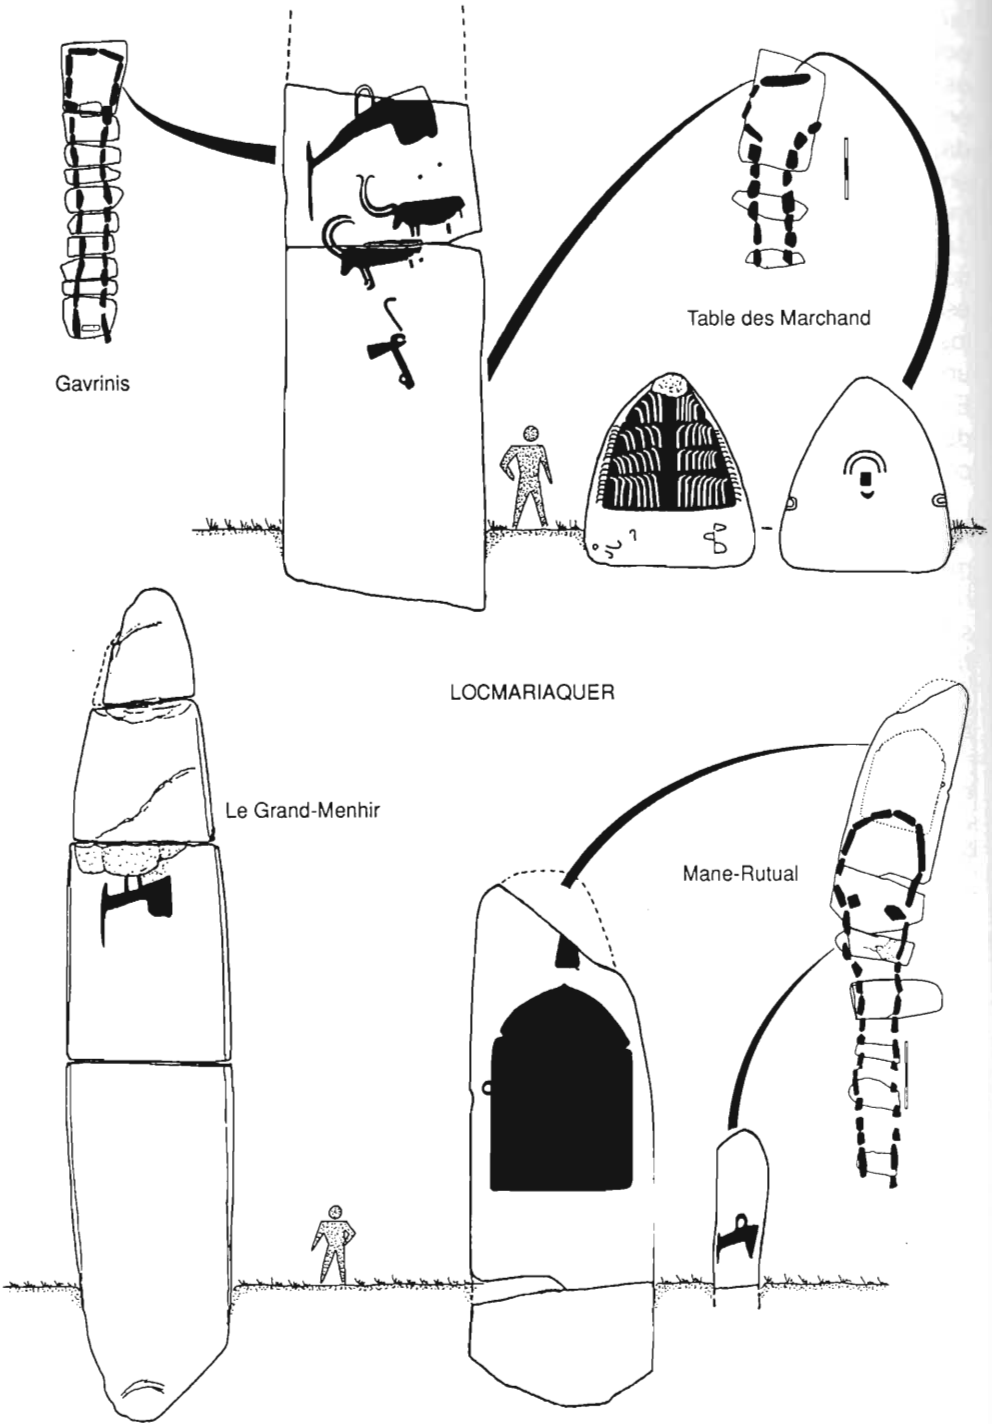 Gavrinis
Table des Marchand
LOCMARIAQUER
Le Grand-Menhir
Mane-Rutual